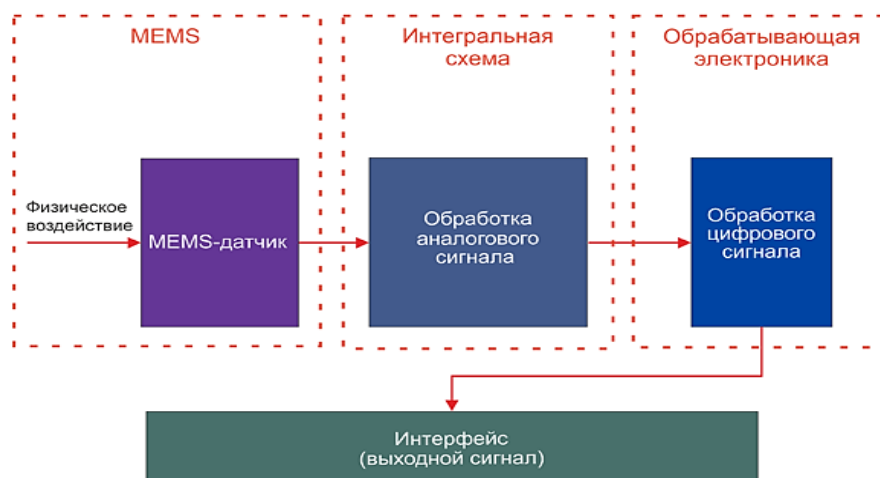 MEMS
Интегральная
схема
Обрабатывающая
электроника
Физическое
воздействие
MEMS-датчик
Обработка
аналогового
сигнала
Обработка
цифрового
сигнала
Интерфейс
(выходной сигнал)